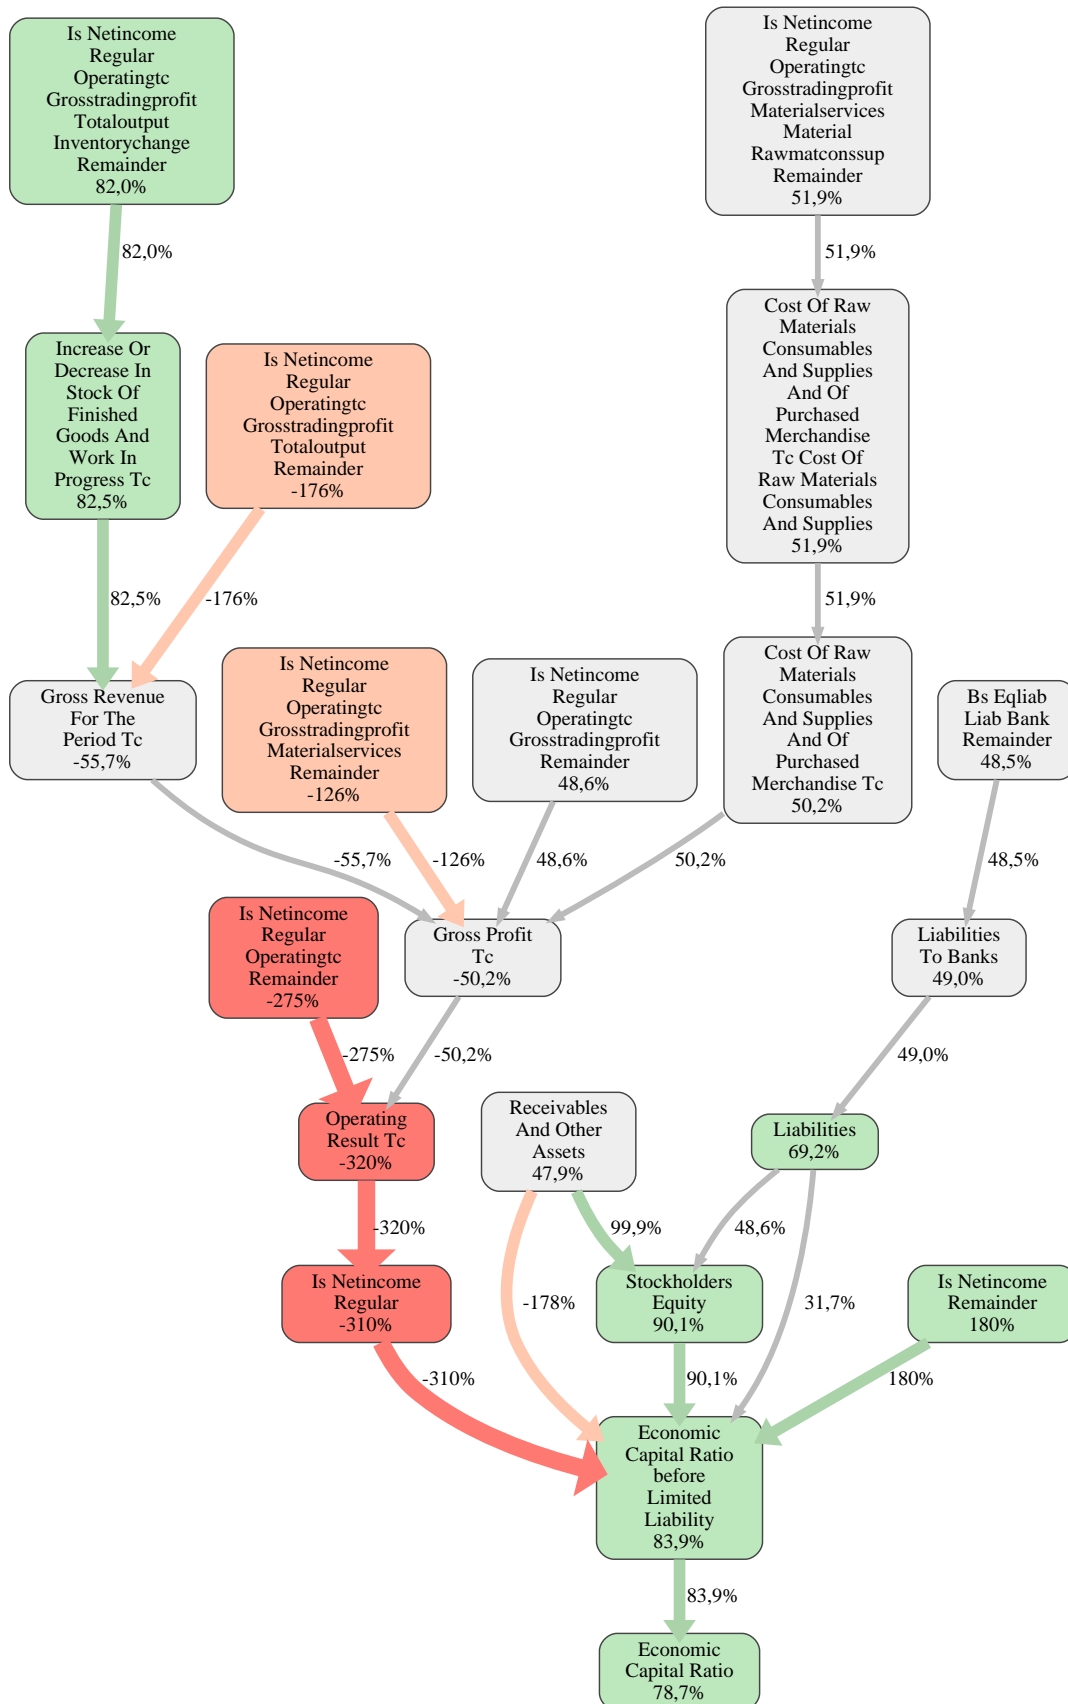 Is Netincome
Regular
Operatingtc
Grosstradingprofit
Totaloutput
Inventorychange
Remainder
82,0%
Is Netincome
Regular
Operatingtc
Grosstradingprofit
Materialservices
Material
Rawmatconssup
Remainder
51,9%
82,0%
51,9%
Increase Or
Decrease In
Stock Of
Finished
Goods And
Work In
Progress Tc
82,5%
Is Netincome
Regular
Operatingtc
Grosstradingprofit
Totaloutput
Remainder
-176%
Cost Of Raw
Materials
Consumables
And Supplies
And Of
Purchased
Merchandise
Tc Cost Of
Raw Materials
Consumables
And Supplies
51,9%
82,5%
-176%
51,9%
Gross Revenue
For The
Period Tc
-55,7%
Is Netincome
Regular
Operatingtc
Grosstradingprofit
Materialservices
Remainder
-126%
Is Netincome
Regular
Operatingtc
Grosstradingprofit
Remainder
48,6%
Cost Of Raw
Materials
Consumables
And Supplies
And Of
Purchased
Merchandise Tc
50,2%
Bs Eqliab
Liab Bank
Remainder
48,5%
-55,7%
-126%
48,6%
50,2%
48,5%
Is Netincome
Regular
Operatingtc
Remainder
-275%
Gross Profit
Tc
-50,2%
Liabilities
To Banks
49,0%
-275%
-50,2%
49,0%
Operating
Result Tc
-320%
Receivables
And Other
Assets
47,9%
Liabilities
69,2%
-320%
99,9%
48,6%
Is Netincome
Regular
-310%
-178%
Stockholders
Equity
90,1%
31,7%
Is Netincome
Remainder
180%
-310%
90,1%
180%
Economic
Capital Ratio
before
Limited
Liability
83,9%
83,9%
Economic
Capital Ratio
78,7%